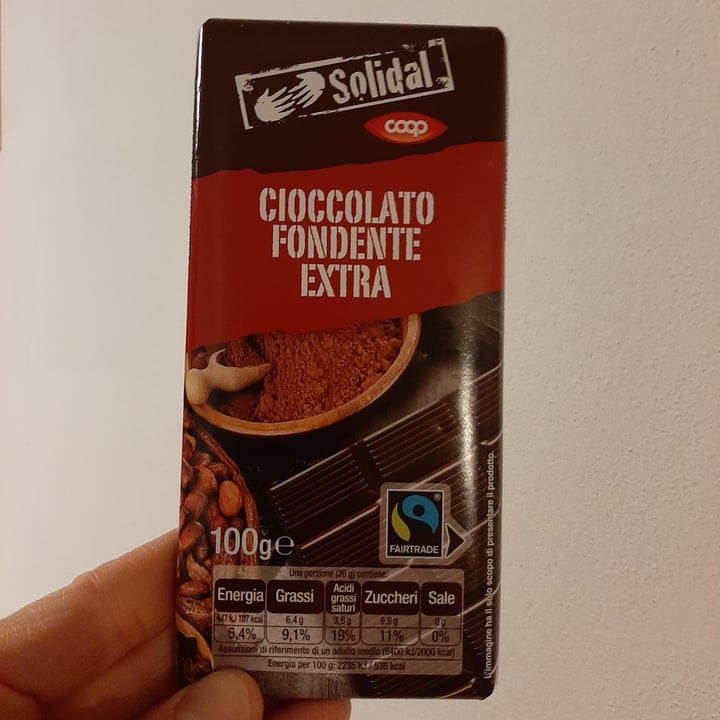 Solidal
coop
CIOCCOLATO
FONDENTE
EXTRA
100g℮
FAIRTRADE
L'immagine ha il solo scopo di presentare il prodotto.
Una porzione (20 g) contiene:
Energia Grassi Acidi grassi saturi Zuccheri Sale
447 kJ 107 kcal 6,4 g 3,8 g 9,8 g 0 g
5,4% 9,1% 19% 11% 0%
Assunzioni di riferimento di un adulto medio (8400 kJ/2000 kcal)
Energia per 100 g: 2235 kJ / 536 kcal